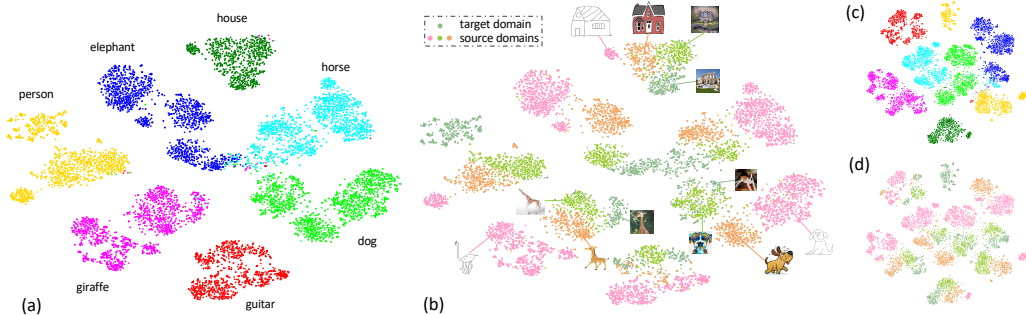 house
elephant
horse
person
giraffe
dog
guitar
(a)
target domain
source domains
(b)
(c)
(d)